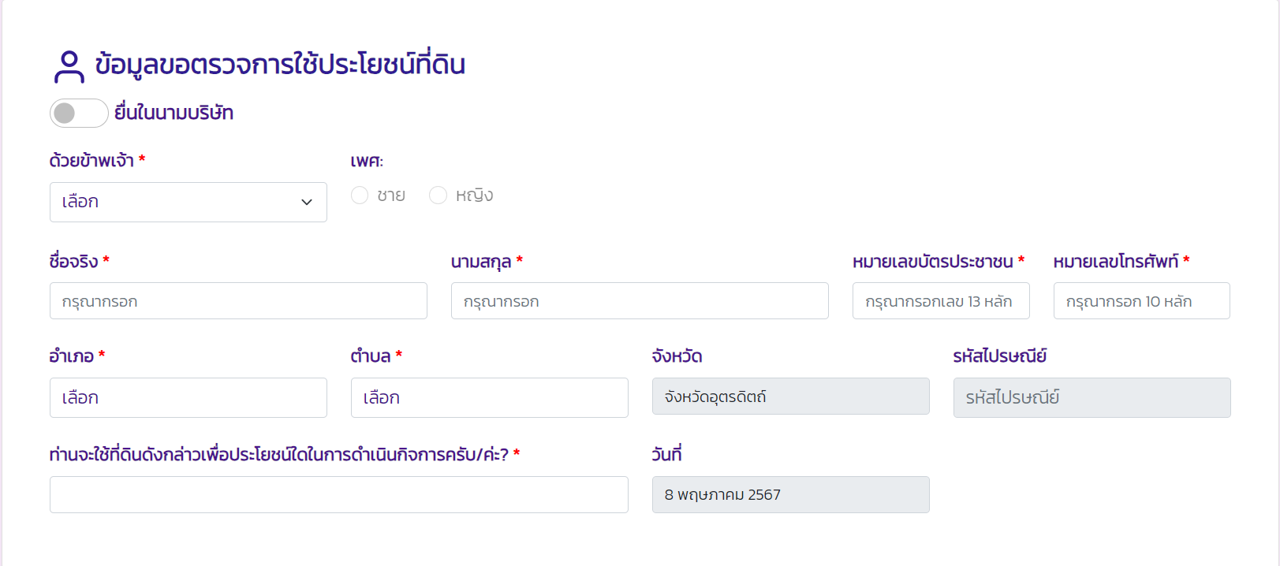 ข้อมูลขอตรวจการใช้ประโยชน์ที่ดิน
ยื่นในนามบริษัท
ด้วยข้าพเจ้า * เพศ:
เลือก ชาย หญิง
ชื่อจริง * นามสกุล * หมายเลขบัตรประชาชน * หมายเลขโทรศัพท์ *
กรุณากรอก กรุณากรอก กรุณากรอกเลข 13 หลัก กรุณากรอก 10 หลัก
อำเภอ * ตำบล * จังหวัด รหัสไปรษณีย์
เลือก เลือก จังหวัดอุตรดิตถ์ รหัสไปรษณีย์
ท่านจะใช้ที่ดินดังกล่าวเพื่อประโยชน์ใดในการดำเนินกิจการครับ/ค่ะ? * วันที่
8 พฤษภาคม 2567